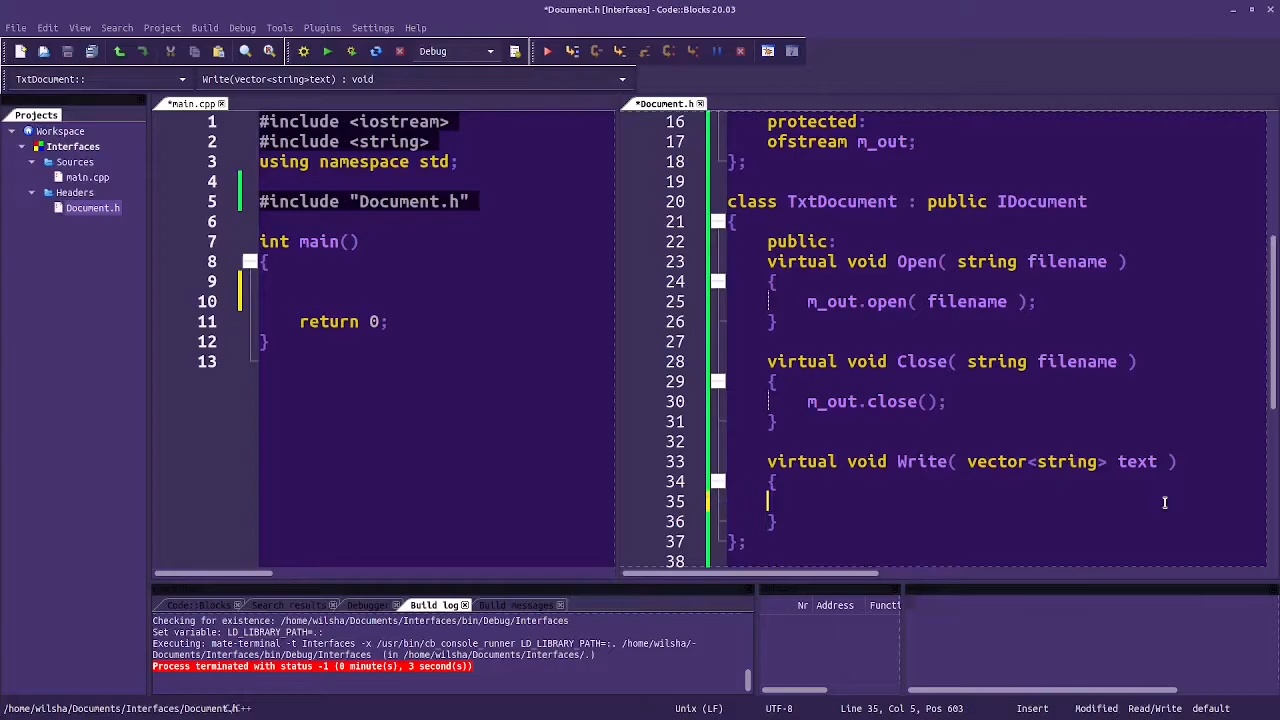 *Document.h [Interfaces] - Code::Blocks 20.03
File Edit View Search Project Build Debug Tools Plugins Settings Help
Debug
TxtDocument:: Write(vector<string>text) : void
Projects
Workspace
Interfaces
Sources
main.cpp
Headers
Document.h
*main.cpp
1 #include <iostream>
2 #include <string>
3 using namespace std;
4
5 #include "Document.h"
6
7 int main()
8 {
9
10
11 return 0;
12 }
13
*Document.h
16 protected:
17 ofstream m_out;
18 };
19
20 class TxtDocument : public IDocument
21 {
22 public:
23 virtual void Open( string filename )
24 {
25 m_out.open( filename );
26 }
27
28 virtual void Close( string filename )
29 {
30 m_out.close();
31 }
32
33 virtual void Write( vector<string> text )
34 {
35
36 }
37 };
38
Code::Blocks Search results Debugger Build log Build messages
Checking for existence: /home/wilsha/Documents/Interfaces/bin/Debug/Interfaces
Set variable: LD_LIBRARY_PATH=.:
Executing: mate-terminal -t Interfaces -x /usr/bin/cb_console_runner LD_LIBRARY_PATH=:. /home/wilsha/-
Documents/Interfaces/bin/Debug/Interfaces (in /home/wilsha/Documents/Interfaces/.)
Process terminated with status -1 (0 minute(s), 3 second(s))
Nr Address Functi
/home/wilsha/Documents/Interfaces/Document.h C/C++ Unix (LF) UTF-8 Line 35, Col 5, Pos 603 Insert Modified Read/Write default